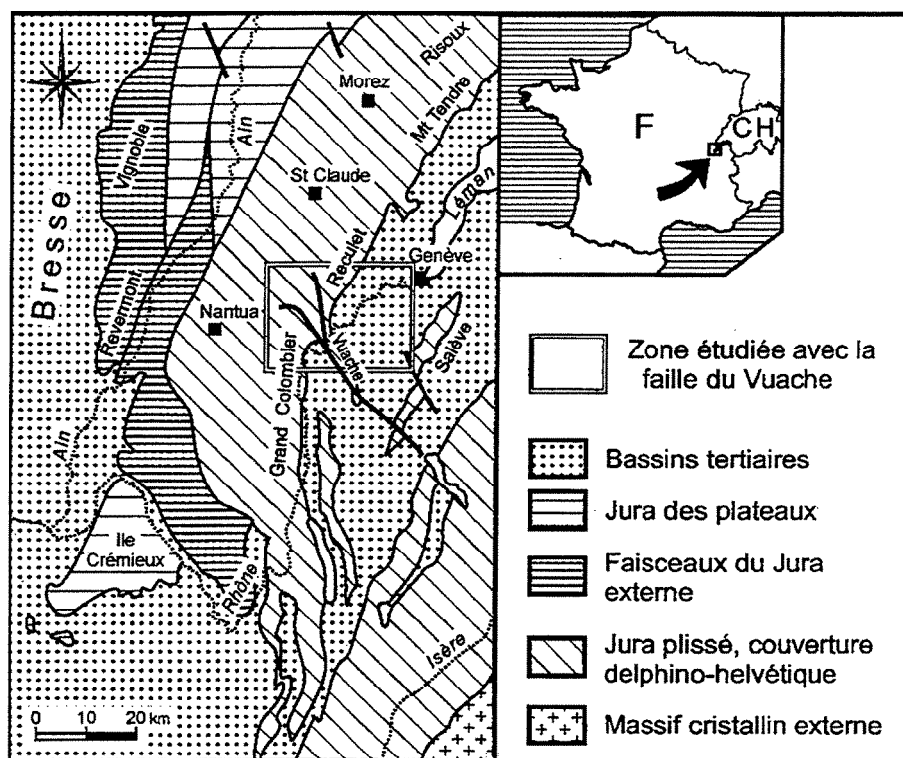 Risoux
Morez
Mt Tendre
Ain
Vignoble
St Claude
Léman
Bresse
Reculet
Genève
Revermont
Nantua
Vuache
Salève
Grand Colombier
Ain
Ile
Crémieux
Rhône
Isère
0 10 20 km
F
CH
Zone étudiée avec la
faille du Vuache
Bassins tertiaires
Jura des plateaux
Faisceaux du Jura
externe
Jura plissé, couverture
delphino-helvétique
Massif cristallin externe